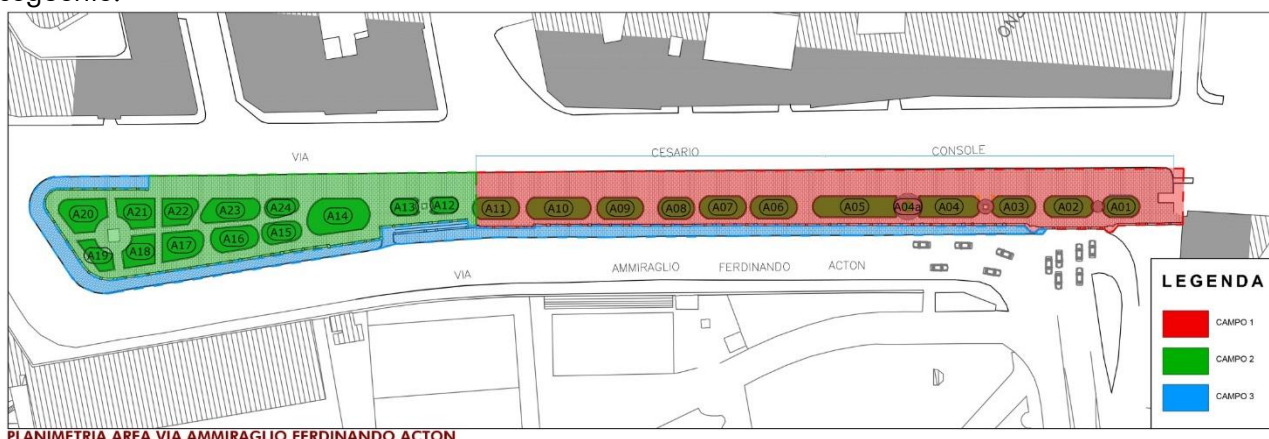 VIA
CESARIO
CONSOLE
A20
A21
A22
A23
A24
A14
A13
A12
A11
A10
A09
A08
A07
A06
A05
A04a
A04
A03
A02
A01
A19
A18
A17
A16
A15
VIA
AMMIRAGLIO
FERDINANDO
ACTON
LEGENDA
CAMPO 1
CAMPO 2
CAMPO 3
PLANIMETRIA AREA VIA AMMIRAGLIO FERDINANDO ACTON